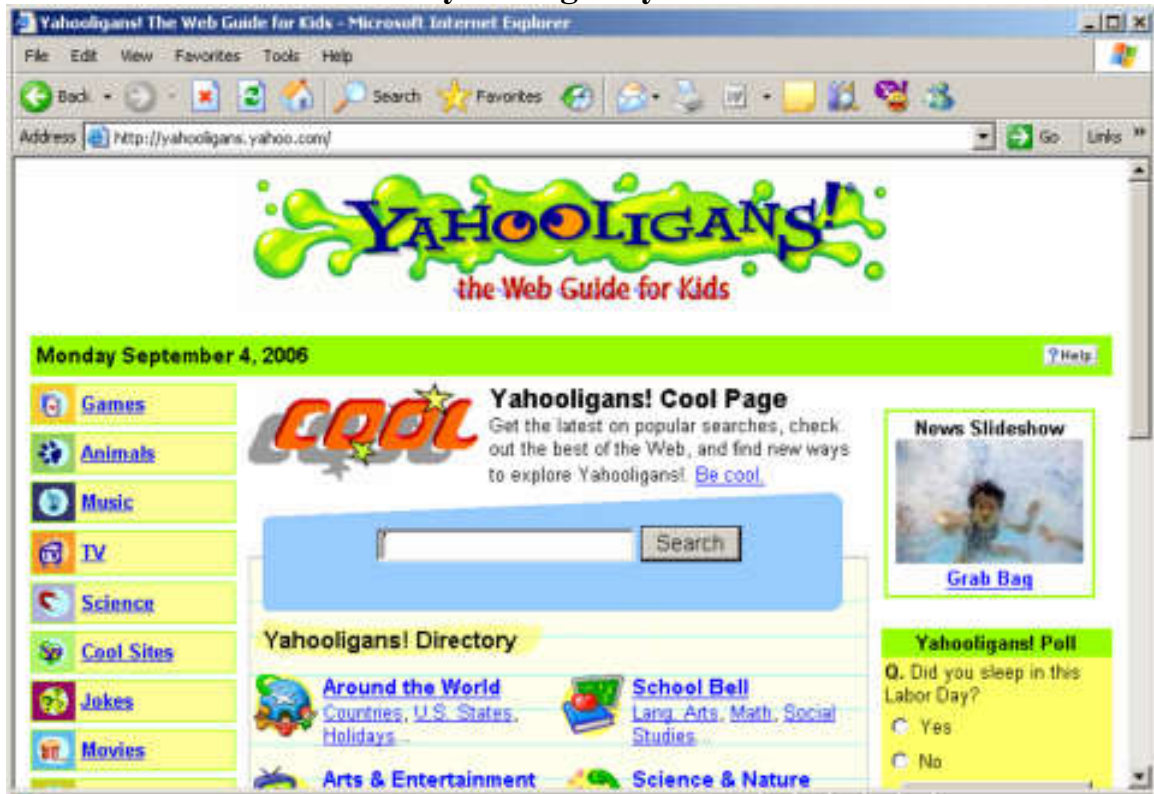 Yahooligans! The Web Guide for Kids - Microsoft Internet Explorer
File Edit View Favorites Tools Help
Back Search Favorites
Address http://yahooligans.yahoo.com/ Go Links »
YAHOOLIGANS!
the Web Guide for Kids
Monday September 4, 2006 ?Help
Games
Animals
Music
TV
Science
Cool Sites
Jokes
Movies
COOL
Yahooligans! Cool Page
Get the latest on popular searches, check
out the best of the Web, and find new ways
to explore Yahooligans!. Be cool.
Search
Yahooligans! Directory
Around the World
Countries, U.S. States,
Holidays...
School Bell
Lang. Arts, Math, Social
Studies...
Arts & Entertainment
Science & Nature
News Slideshow
Grab Bag
Yahooligans! Poll
Q. Did you sleep in this
Labor Day?
Yes
No